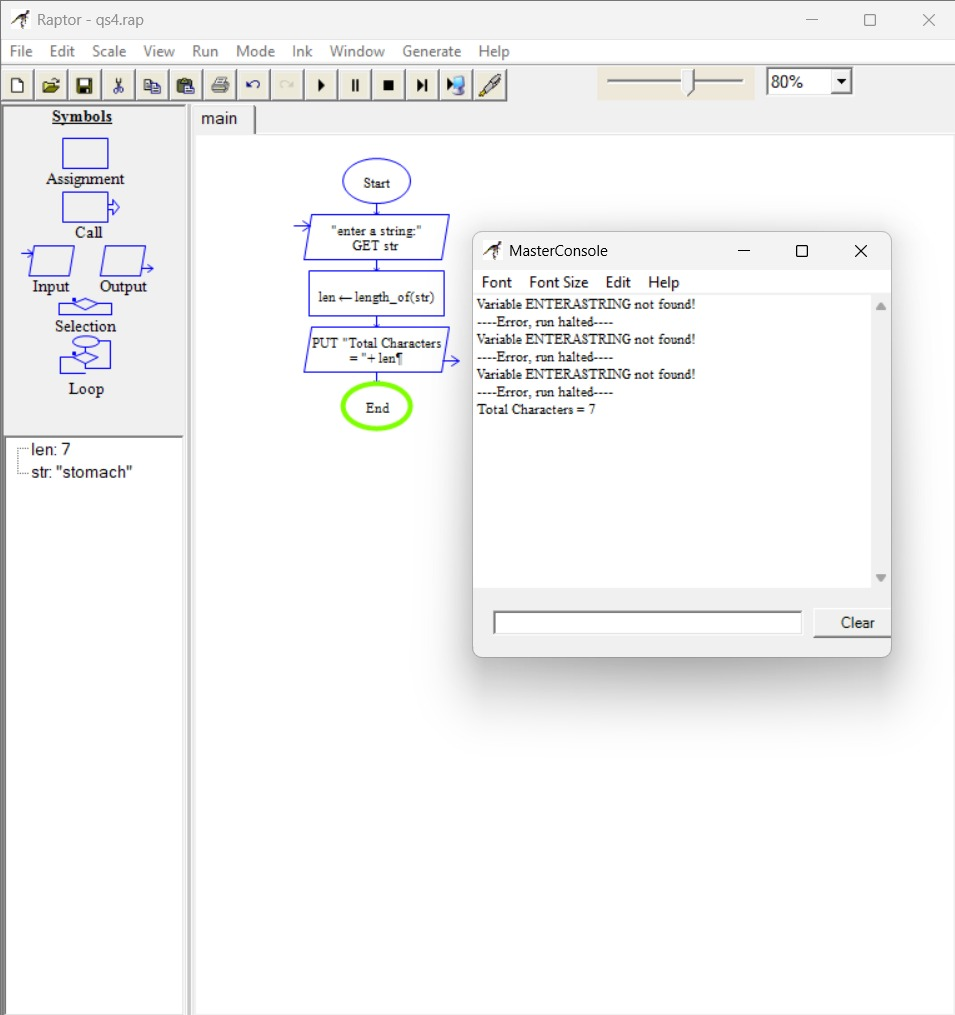 Raptor - qs4.rap
File Edit Scale View Run Mode Ink Window Generate Help
80%
Symbols
Assignment
Call
Input Output
Selection
Loop
len: 7
str: "stomach"
main
Start
"enter a string:"
GET str
len ← length_of(str)
PUT "Total Characters
= "+ len¶
End
MasterConsole
Font Font Size Edit Help
Variable ENTERASTRING not found!
----Error, run halted----
Variable ENTERASTRING not found!
----Error, run halted----
Variable ENTERASTRING not found!
----Error, run halted----
Total Characters = 7
Clear